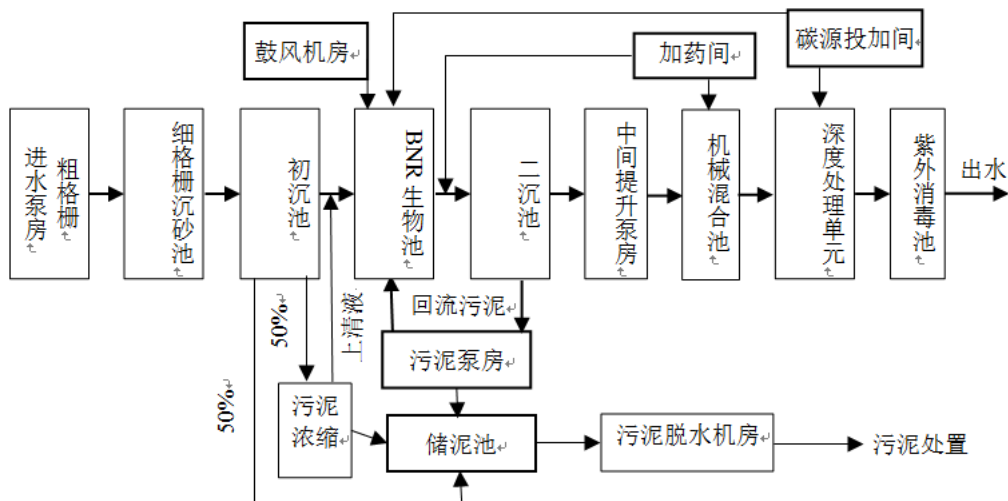 鼓风机房
加药间
碳源投加间
进水泵房
粗格栅
细格栅沉砂池
初沉池
BNR 生物池
二沉池
中间提升泵房
机械混合池
深度处理单元
紫外消毒池
出水
50%
上清液
回流污泥
污泥泵房
50%
污泥
浓缩
储泥池
污泥脱水机房
污泥处置